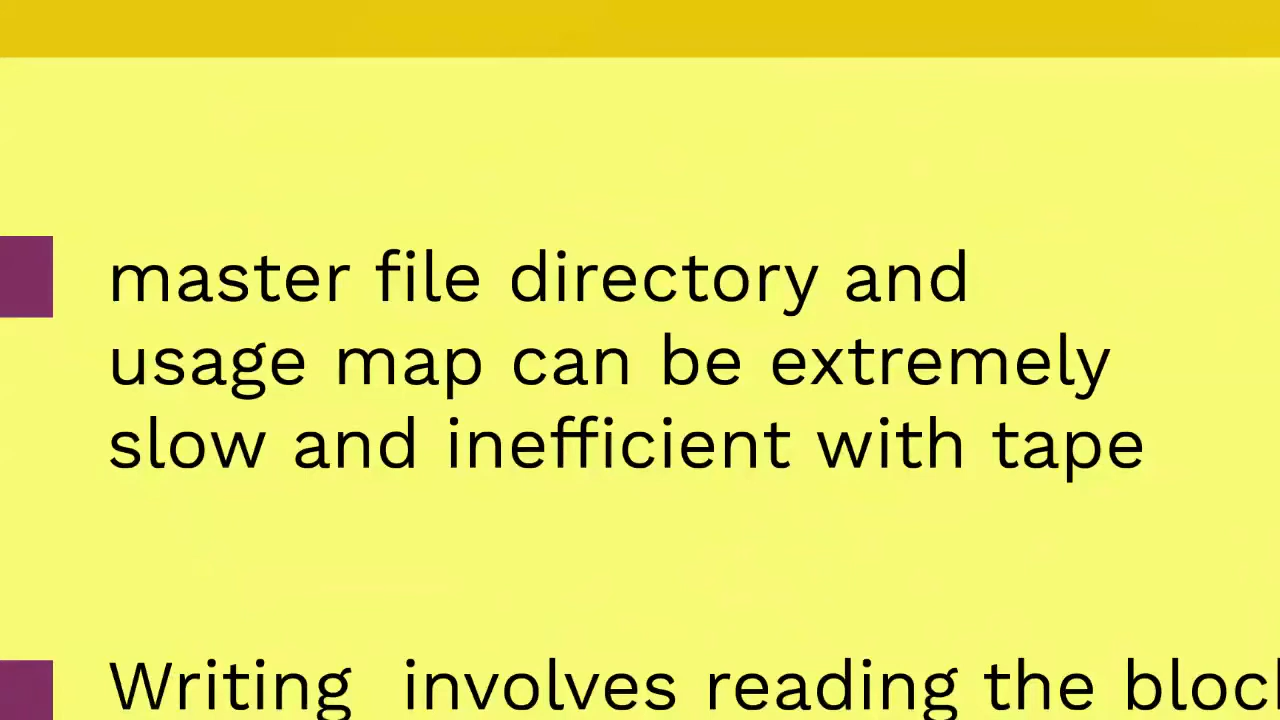 master file directory and
usage map can be extremely
slow and inefficient with tape
Writing  involves reading the